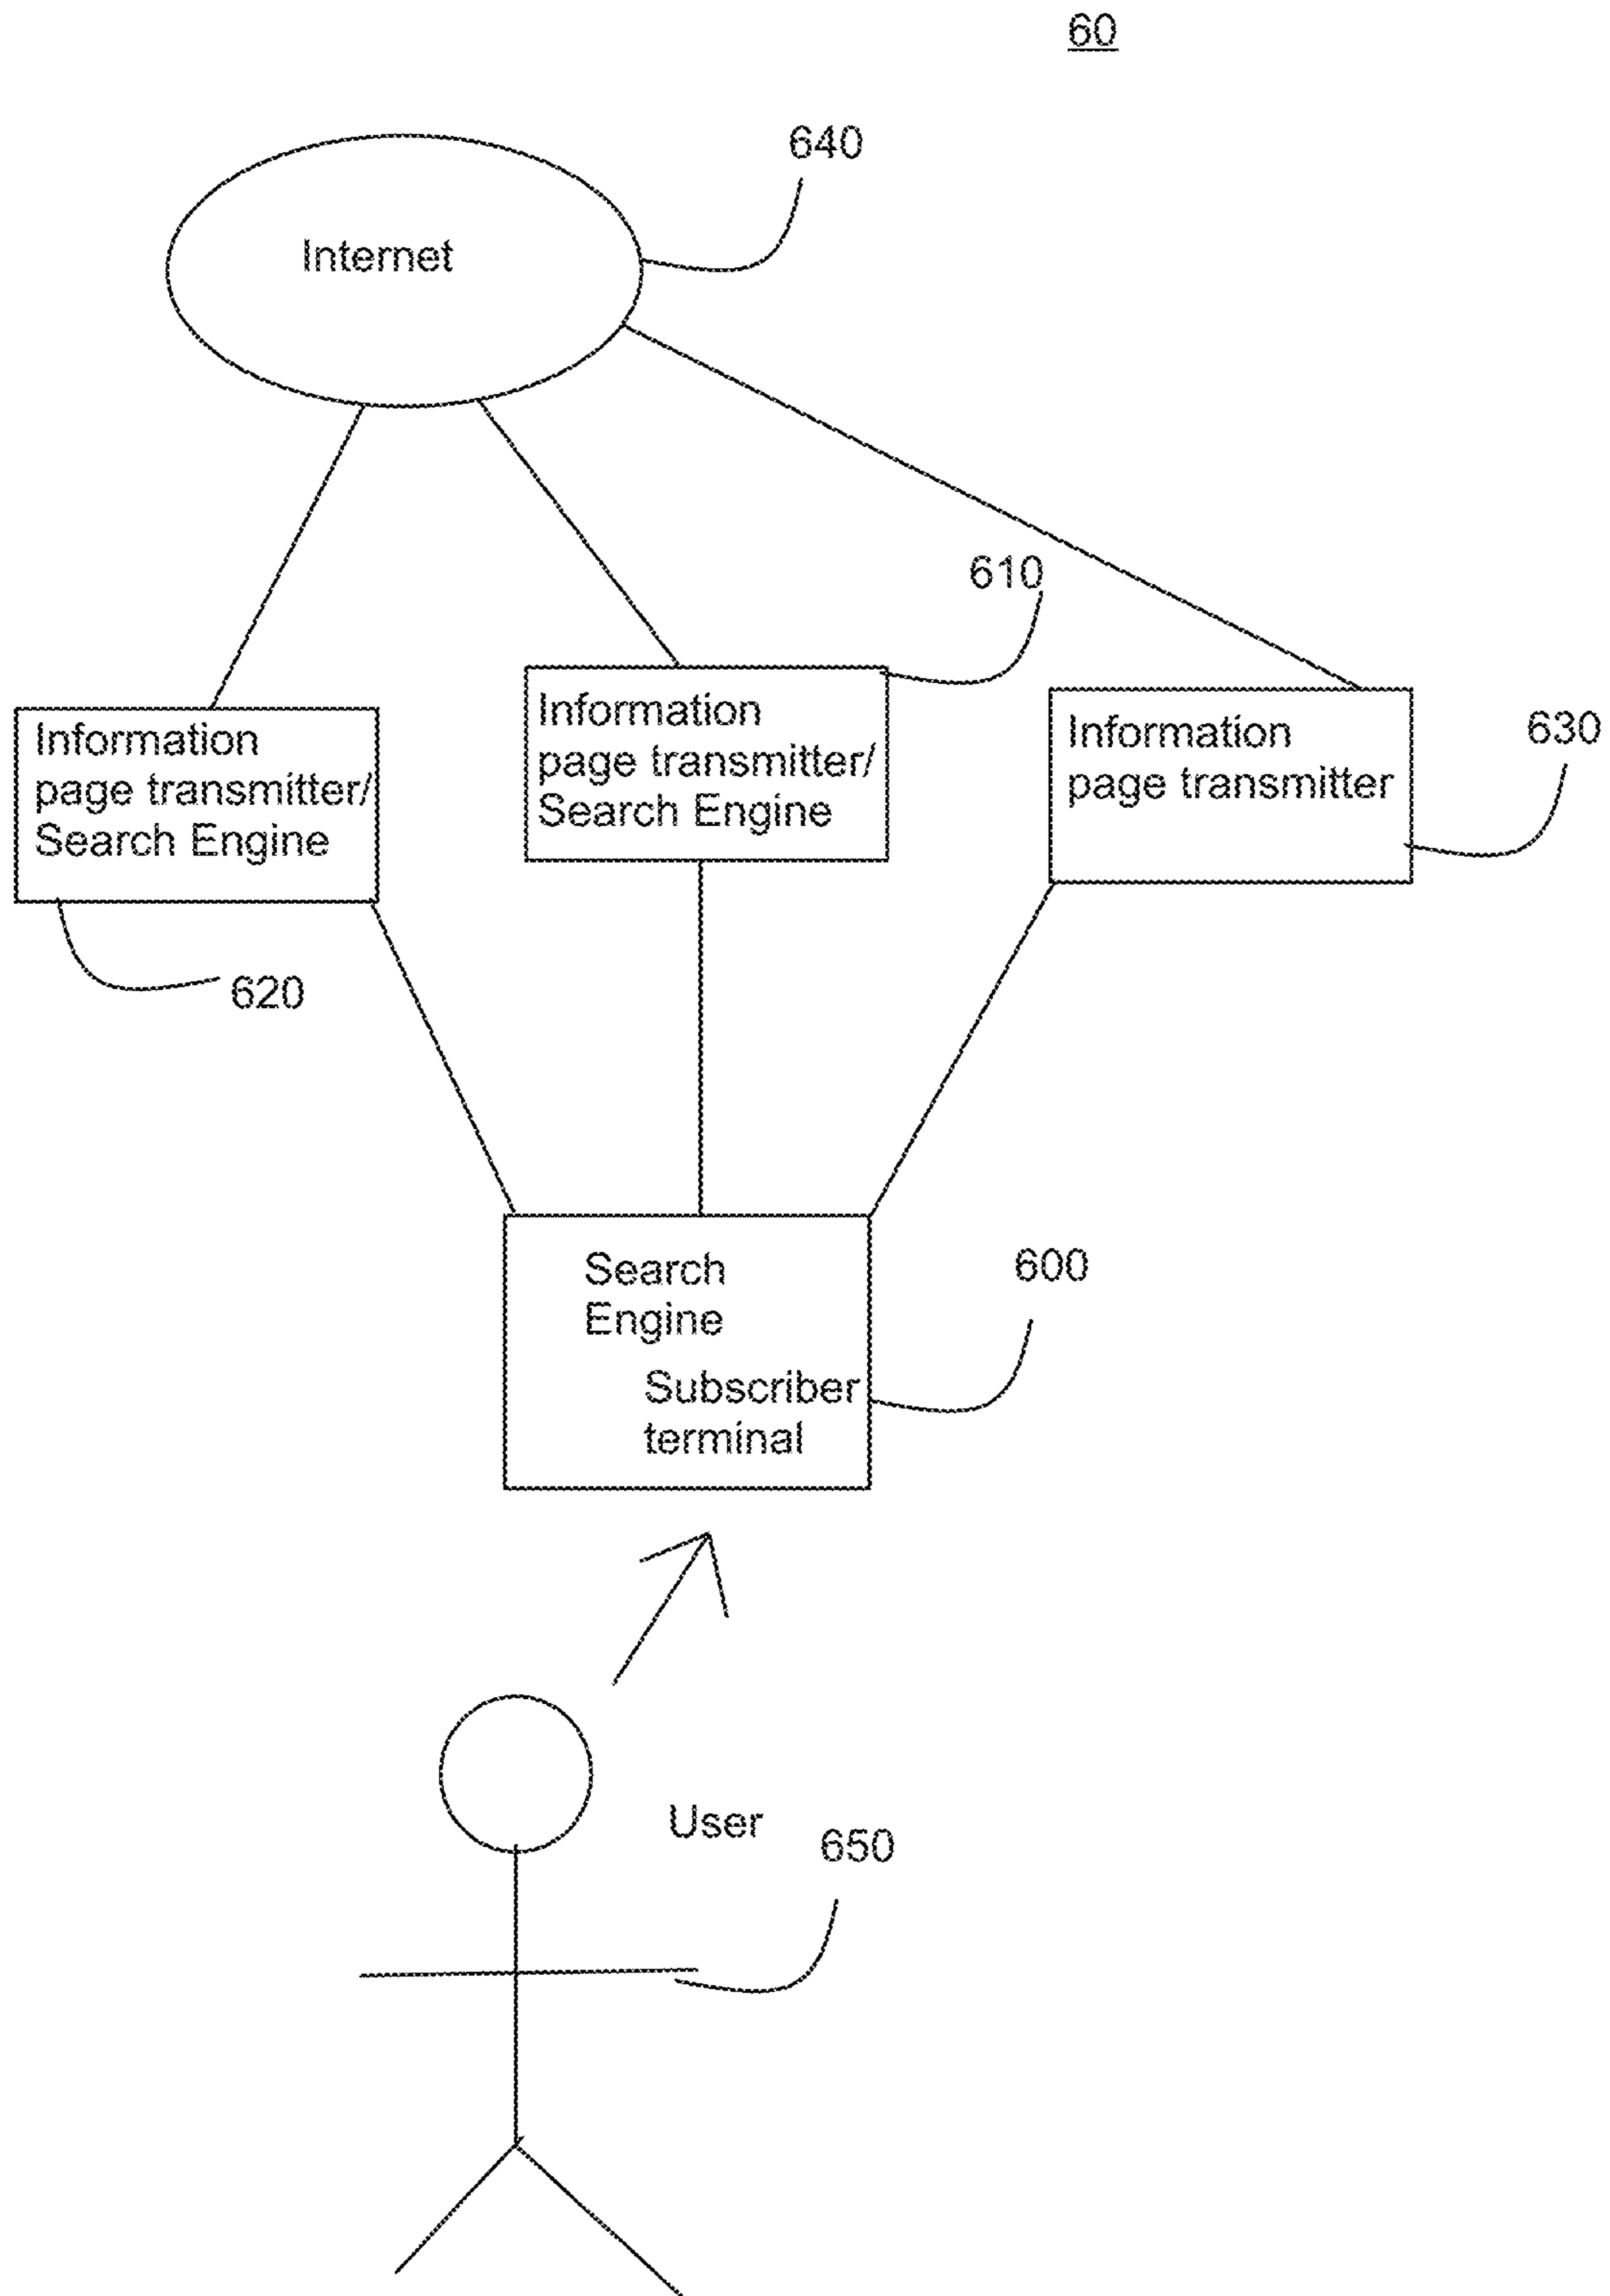 60
640
Internet
610
Information
page transmitter/
Search Engine
Information
page transmitter/
Search Engine
Information
page transmitter
630
620
Search
Engine
Subscriber
terminal
600
User
650